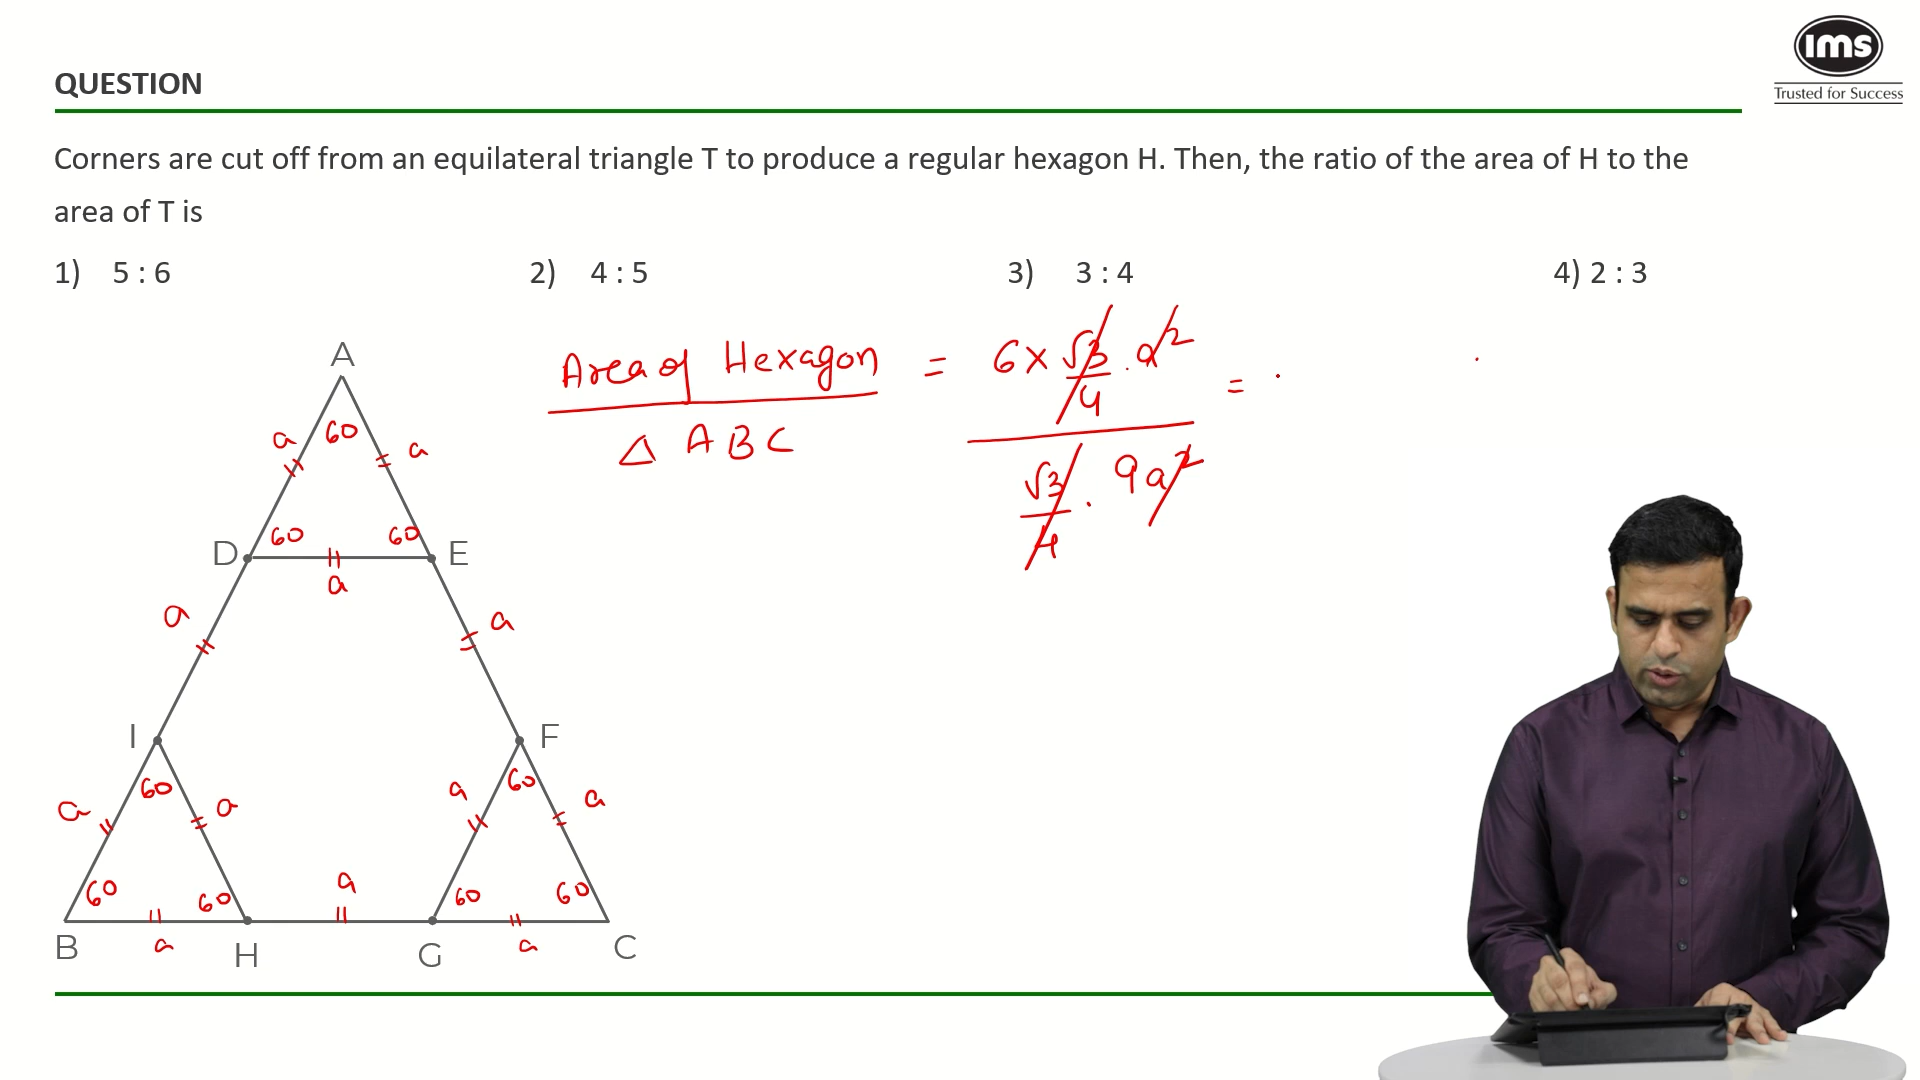 ims
Trusted for Success
QUESTION
Corners are cut off from an equilateral triangle T to produce a regular hexagon H. Then, the ratio of the area of H to the
area of T is
1) 5 : 6 2) 4 : 5 3) 3 : 4 4) 2 : 3
Area of Hexagon = 6 × √3/4 . a² =
Δ ABC √3/4 . 9a²
A
a 60 a
60 60
D E
a
a a
I F
60 60
a a a a
60 60 a 60 60
B a H G a C